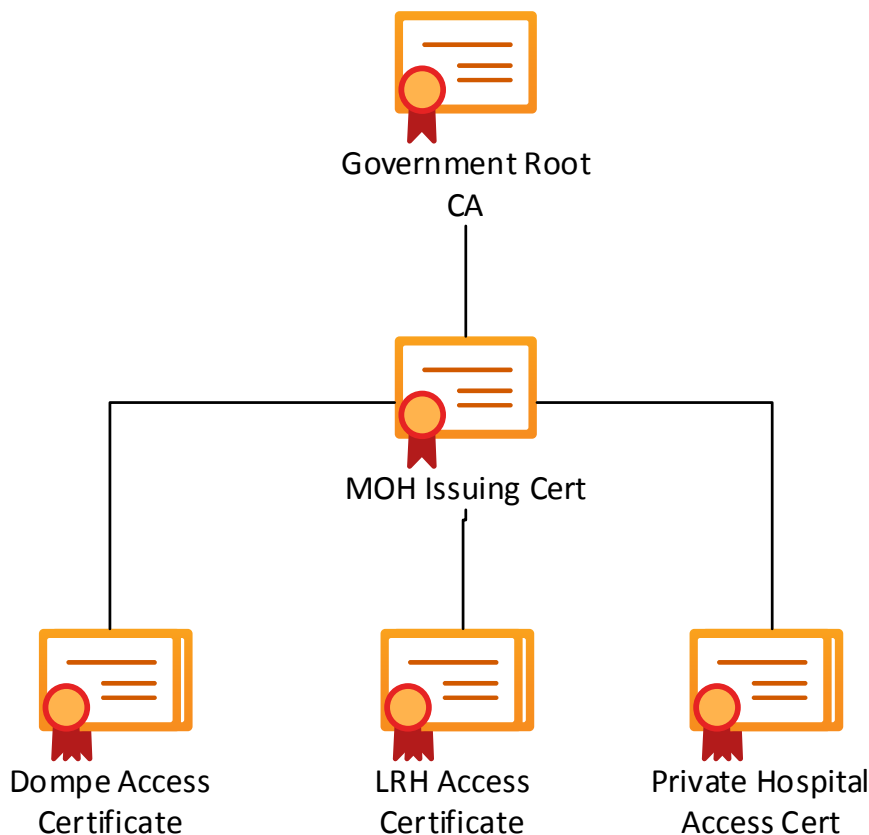 Government Root
CA
MOH Issuing Cert
Dompe Access
Certificate
LRH Access
Certificate
Private Hospital
Access Cert